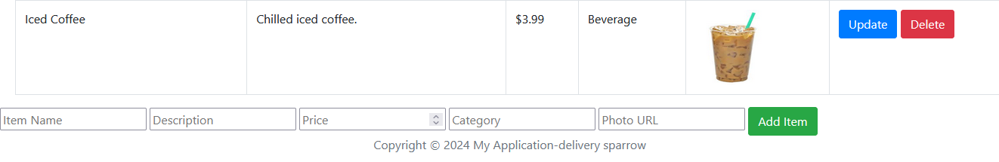 Iced Coffee Chilled iced coffee. $3.99 Beverage Update Delete
Item Name Description Price Category Photo URL Add Item
Copyright © 2024 My Application-delivery sparrow